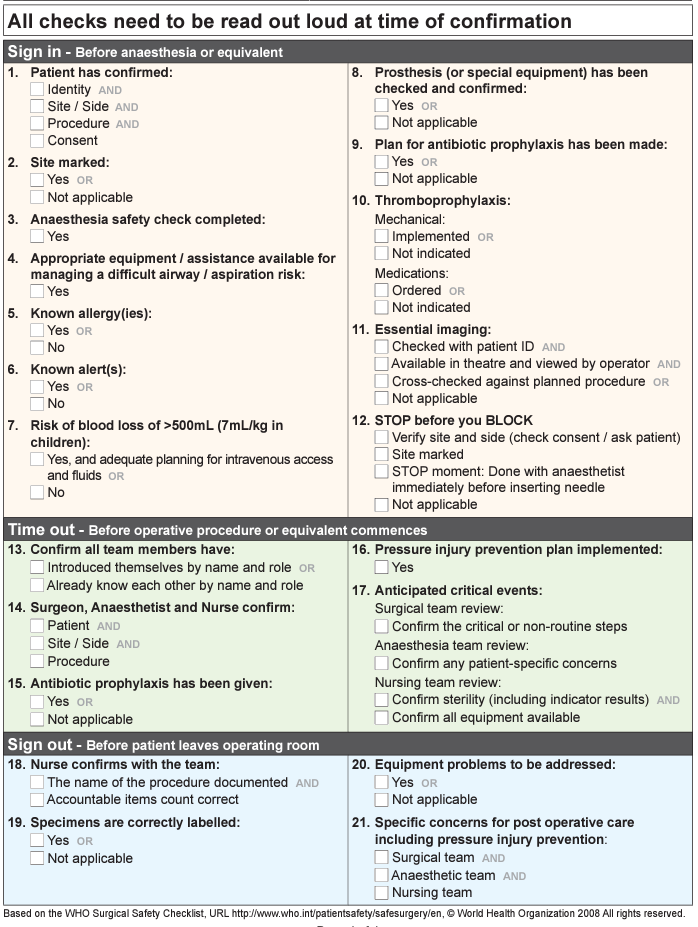 All checks need to be read out loud at time of confirmation
Sign in - Before anaesthesia or equivalent
1. Patient has confirmed:
Identity AND
Site / Side AND
Procedure AND
Consent
2. Site marked:
Yes OR
Not applicable
3. Anaesthesia safety check completed:
Yes
4. Appropriate equipment / assistance available for
managing a difficult airway / aspiration risk:
Yes
5. Known allergy(ies):
Yes OR
No
6. Known alert(s):
Yes OR
No
7. Risk of blood loss of >500mL (7mL/kg in
children):
Yes, and adequate planning for intravenous access
and fluids OR
No
8. Prosthesis (or special equipment) has been
checked and confirmed:
Yes OR
Not applicable
9. Plan for antibiotic prophylaxis has been made:
Yes OR
Not applicable
10. Thromboprophylaxis:
Mechanical:
Implemented OR
Not indicated
Medications:
Ordered OR
Not indicated
11. Essential imaging:
Checked with patient ID AND
Available in theatre and viewed by operator AND
Cross-checked against planned procedure OR
Not applicable
12. STOP before you BLOCK
Verify site and side (check consent / ask patient)
Site marked
STOP moment: Done with anaesthetist
immediately before inserting needle
Not applicable
Time out - Before operative procedure or equivalent commences
13. Confirm all team members have:
Introduced themselves by name and role OR
Already know each other by name and role
14. Surgeon, Anaesthetist and Nurse confirm:
Patient AND
Site / Side AND
Procedure
15. Antibiotic prophylaxis has been given:
Yes OR
Not applicable
16. Pressure injury prevention plan implemented:
Yes
17. Anticipated critical events:
Surgical team review:
Confirm the critical or non-routine steps
Anaesthesia team review:
Confirm any patient-specific concerns
Nursing team review:
Confirm sterility (including indicator results) AND
Confirm all equipment available
Sign out - Before patient leaves operating room
18. Nurse confirms with the team:
The name of the procedure documented AND
Accountable items count correct
19. Specimens are correctly labelled:
Yes OR
Not applicable
20. Equipment problems to be addressed:
Yes OR
Not applicable
21. Specific concerns for post operative care
including pressure injury prevention:
Surgical team AND
Anaesthetic team AND
Nursing team
Based on the WHO Surgical Safety Checklist, URL http://www.who.int/patientsafety/safesurgery/en, © World Health Organization 2008 All rights reserved.